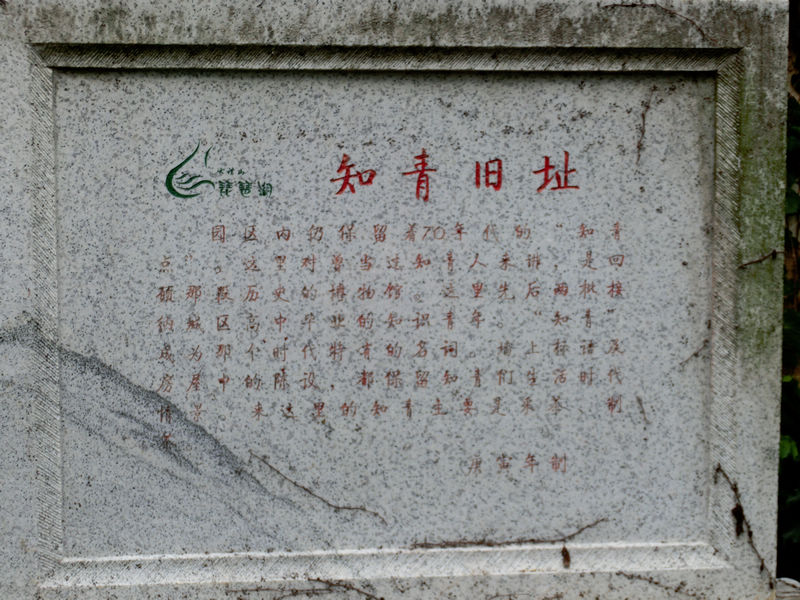 知青旧址
园区内仍保留着70年代的“知青
点”。这里对曾当过知青人来讲,是回
顾那段历史的博物馆。这里先后两批接
纳城区高中毕业的知识青年。“知青”
成为那个时代特有的名词。墙上标语及
房屋中的陈设,都保留知青们生活时代
情景。来这里的知青主要是采茶、制
茶。
庚寅年制